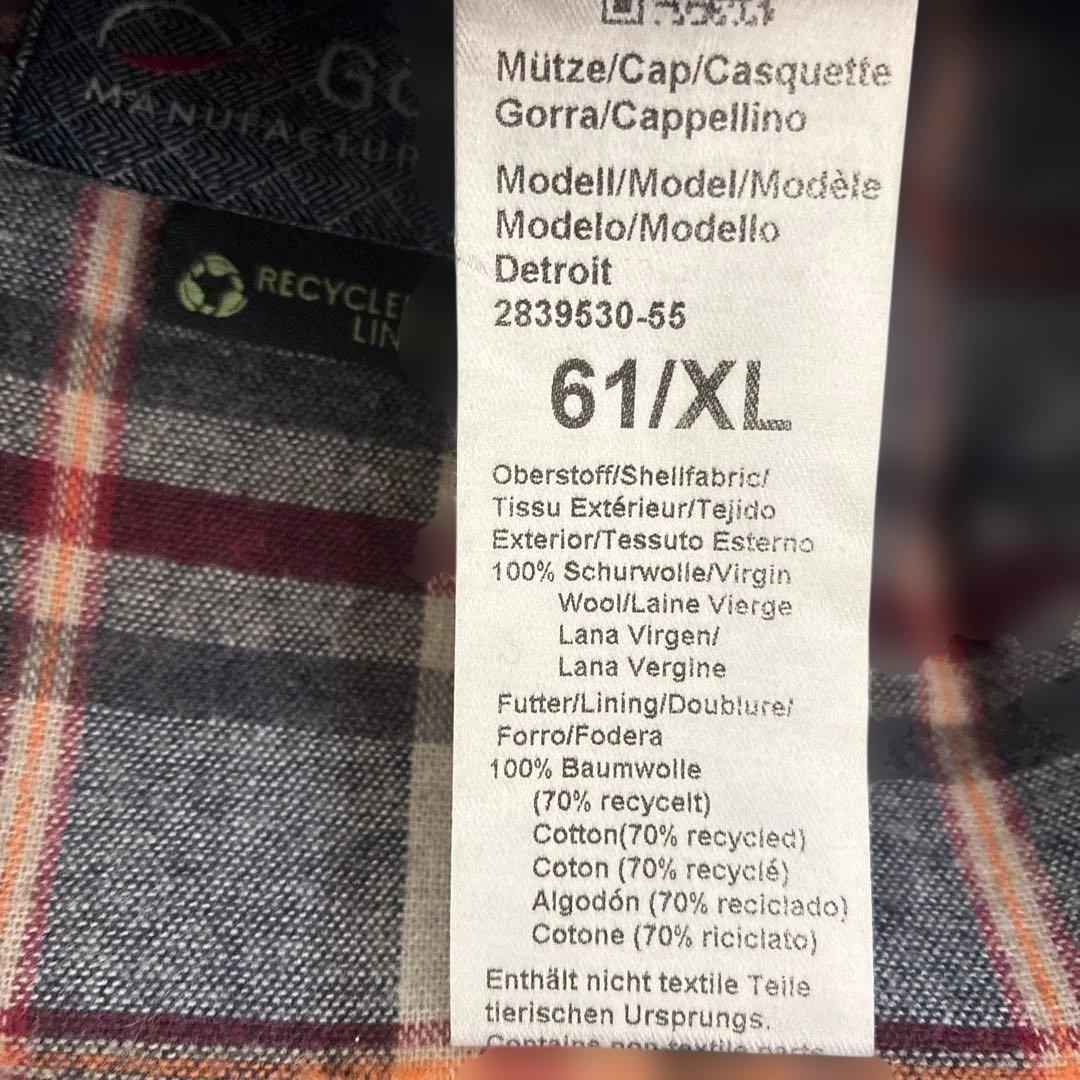 MANUFACTUR
RECYCLE
LIN
Mütze/Cap/Casquette
Gorra/Cappellino
Modell/Model/Modèle
Modelo/Modello
Detroit
2839530-55
61/XL
Oberstoff/Shellfabric/
Tissu Extérieur/Tejido
Exterior/Tessuto Esterno
100% Schurwolle/Virgin
Wool/Laine Vierge
Lana Virgen/
Lana Vergine
Futter/Lining/Doublure/
Forro/Fodera
100% Baumwolle
(70% recycelt)
Cotton(70% recycled)
Coton (70% recyclé)
Algodón (70% reciclado)
Cotone (70% riciclato)
Enthält nicht textile Teile
tierischen Ursprungs.